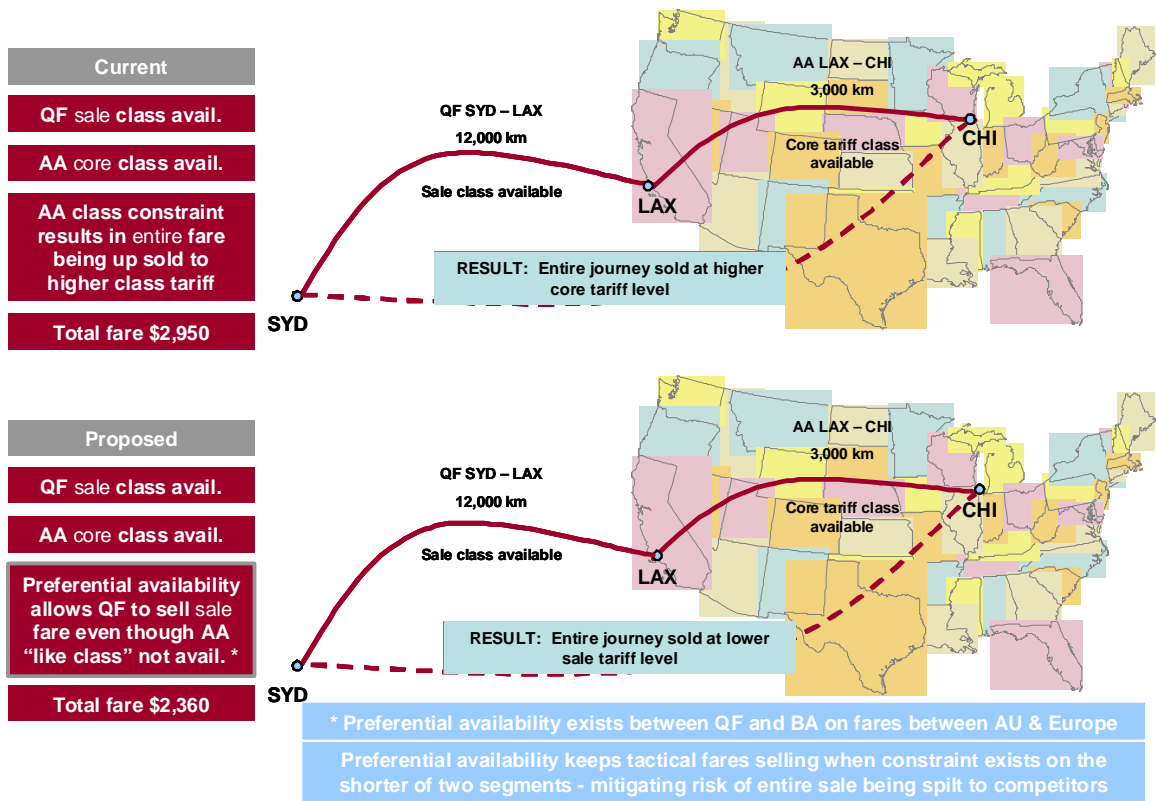 Current
QF sale class avail.
AA core class avail.
AA class constraint
results in entire fare
being up sold to
higher class tariff
Total fare $2,950
QF SYD – LAX
12,000 km
Sale class available
SYD
LAX
AA LAX – CHI
3,000 km
Core tariff class
available
CHI
RESULT: Entire journey sold at higher
core tariff level
Proposed
QF sale class avail.
AA core class avail.
Preferential availability
allows QF to sell sale
fare even though AA
“like class” not avail. *
Total fare $2,360
QF SYD – LAX
12,000 km
Sale class available
SYD
LAX
AA LAX – CHI
3,000 km
Core tariff class
available
CHI
RESULT: Entire journey sold at lower
sale tariff level
* Preferential availability exists between QF and BA on fares between AU & Europe
Preferential availability keeps tactical fares selling when constraint exists on the
shorter of two segments - mitigating risk of entire sale being spilt to competitors